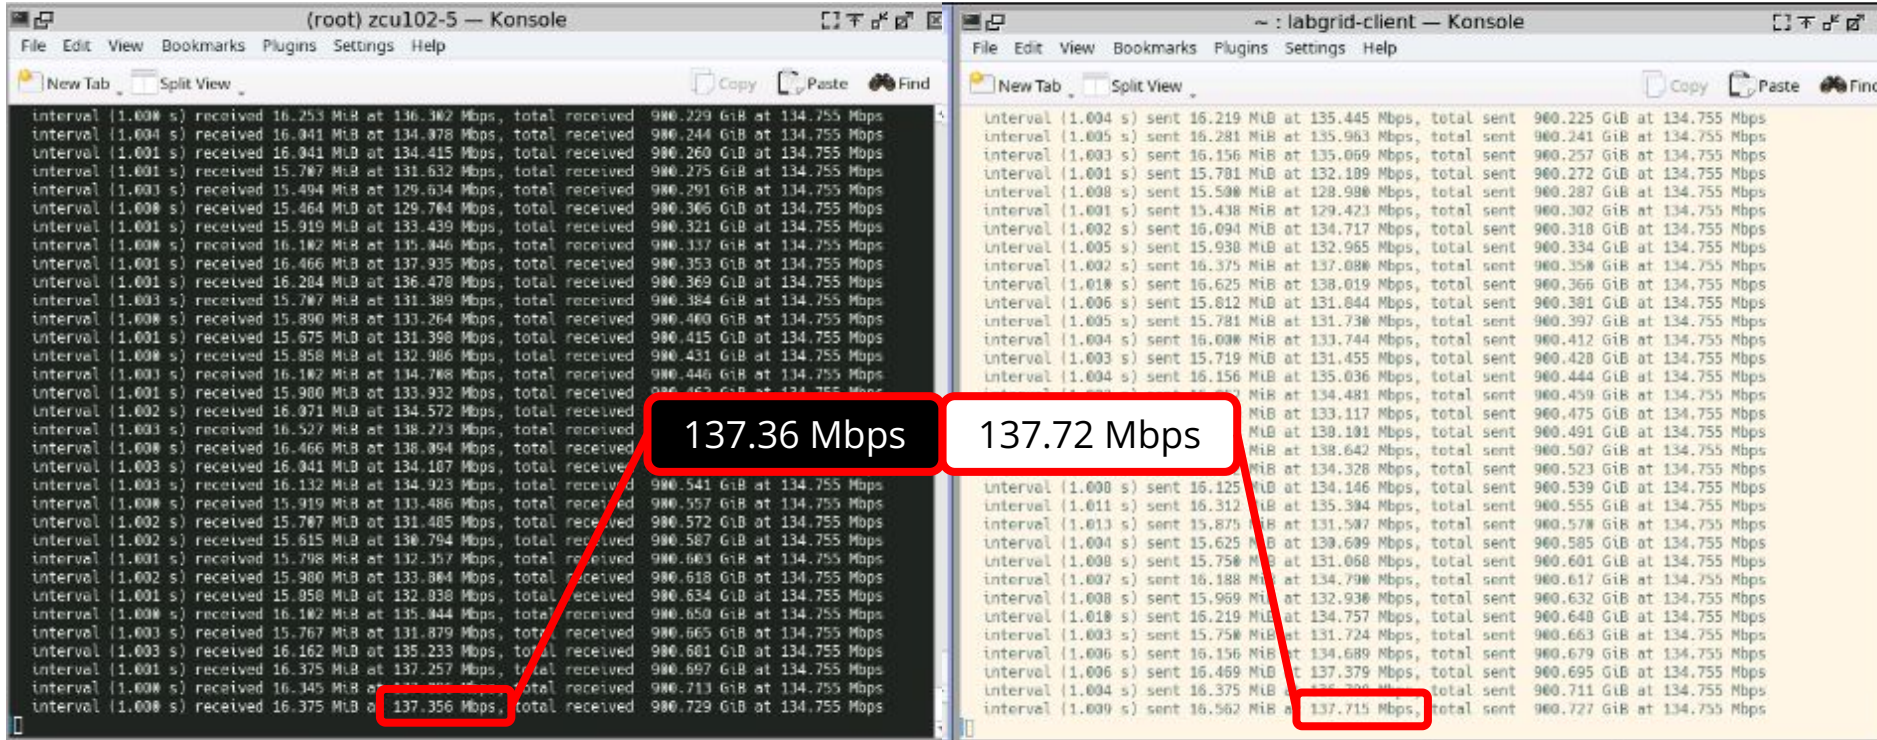 (root) zcu102-5 — Konsole
File Edit View Bookmarks Plugins Settings Help
New Tab Split View Copy Paste Find
interval (1.000 s) received 16.253 MiB at 136.302 Mbps, total received 900.229 GiB at 134.755 Mbps
interval (1.004 s) received 16.041 MiB at 134.078 Mbps, total received 900.244 GiB at 134.755 Mbps
interval (1.001 s) received 16.041 MiB at 134.415 Mbps, total received 900.260 GiB at 134.755 Mbps
interval (1.001 s) received 15.707 MiB at 131.632 Mbps, total received 900.275 GiB at 134.755 Mbps
interval (1.003 s) received 15.494 MiB at 129.634 Mbps, total received 900.291 GiB at 134.755 Mbps
interval (1.000 s) received 15.464 MiB at 129.704 Mbps, total received 900.306 GiB at 134.755 Mbps
interval (1.001 s) received 15.919 MiB at 133.439 Mbps, total received 900.321 GiB at 134.755 Mbps
interval (1.000 s) received 16.102 MiB at 135.046 Mbps, total received 900.337 GiB at 134.755 Mbps
interval (1.001 s) received 16.466 MiB at 137.935 Mbps, total received 900.353 GiB at 134.755 Mbps
interval (1.001 s) received 16.284 MiB at 136.478 Mbps, total received 900.369 GiB at 134.755 Mbps
interval (1.003 s) received 15.707 MiB at 131.389 Mbps, total received 900.384 GiB at 134.755 Mbps
interval (1.000 s) received 15.890 MiB at 133.264 Mbps, total received 900.400 GiB at 134.755 Mbps
interval (1.001 s) received 15.675 MiB at 131.398 Mbps, total received 900.415 GiB at 134.755 Mbps
interval (1.000 s) received 15.858 MiB at 132.986 Mbps, total received 900.431 GiB at 134.755 Mbps
interval (1.003 s) received 16.102 MiB at 134.708 Mbps, total received 900.446 GiB at 134.755 Mbps
interval (1.001 s) received 15.980 MiB at 133.932 Mbps, total received
interval (1.002 s) received 16.071 MiB at 134.572 Mbps, total received
interval (1.003 s) received 16.527 MiB at 138.273 Mbps, total received
interval (1.000 s) received 16.466 MiB at 138.094 Mbps, total received
interval (1.003 s) received 16.041 MiB at 134.187 Mbps, total received
interval (1.003 s) received 16.132 MiB at 134.923 Mbps, total received 900.541 GiB at 134.755 Mbps
interval (1.000 s) received 15.919 MiB at 133.486 Mbps, total received 900.557 GiB at 134.755 Mbps
interval (1.002 s) received 15.707 MiB at 131.485 Mbps, total received 900.572 GiB at 134.755 Mbps
interval (1.002 s) received 15.615 MiB at 130.794 Mbps, total received 900.587 GiB at 134.755 Mbps
interval (1.001 s) received 15.798 MiB at 132.357 Mbps, total received 900.603 GiB at 134.755 Mbps
interval (1.002 s) received 15.980 MiB at 133.804 Mbps, total received 900.618 GiB at 134.755 Mbps
interval (1.001 s) received 15.858 MiB at 132.838 Mbps, total received 900.634 GiB at 134.755 Mbps
interval (1.000 s) received 16.102 MiB at 135.044 Mbps, total received 900.650 GiB at 134.755 Mbps
interval (1.003 s) received 15.767 MiB at 131.879 Mbps, total received 900.665 GiB at 134.755 Mbps
interval (1.003 s) received 16.162 MiB at 135.233 Mbps, total received 900.681 GiB at 134.755 Mbps
interval (1.001 s) received 16.375 MiB at 137.257 Mbps, total received 900.697 GiB at 134.755 Mbps
interval (1.000 s) received 16.345 MiB at Mbps, total received 900.713 GiB at 134.755 Mbps
interval (1.000 s) received 16.375 MiB at 137.356 Mbps, total received 900.729 GiB at 134.755 Mbps
137.36 Mbps
~ : labgrid-client — Konsole
File Edit View Bookmarks Plugins Settings Help
New Tab Split View Copy Paste Find
interval (1.004 s) sent 16.219 MiB at 135.445 Mbps, total sent 900.225 GiB at 134.755 Mbps
interval (1.005 s) sent 16.281 MiB at 135.963 Mbps, total sent 900.241 GiB at 134.755 Mbps
interval (1.003 s) sent 16.156 MiB at 135.069 Mbps, total sent 900.257 GiB at 134.755 Mbps
interval (1.001 s) sent 15.781 MiB at 132.189 Mbps, total sent 900.272 GiB at 134.755 Mbps
interval (1.008 s) sent 15.500 MiB at 128.980 Mbps, total sent 900.287 GiB at 134.755 Mbps
interval (1.001 s) sent 15.438 MiB at 129.423 Mbps, total sent 900.302 GiB at 134.755 Mbps
interval (1.002 s) sent 16.094 MiB at 134.717 Mbps, total sent 900.318 GiB at 134.755 Mbps
interval (1.005 s) sent 15.938 MiB at 132.965 Mbps, total sent 900.334 GiB at 134.755 Mbps
interval (1.002 s) sent 16.375 MiB at 137.080 Mbps, total sent 900.350 GiB at 134.755 Mbps
interval (1.010 s) sent 16.625 MiB at 138.019 Mbps, total sent 900.366 GiB at 134.755 Mbps
interval (1.006 s) sent 15.812 MiB at 131.844 Mbps, total sent 900.381 GiB at 134.755 Mbps
interval (1.005 s) sent 15.781 MiB at 131.730 Mbps, total sent 900.397 GiB at 134.755 Mbps
interval (1.004 s) sent 16.000 MiB at 133.744 Mbps, total sent 900.412 GiB at 134.755 Mbps
interval (1.003 s) sent 15.719 MiB at 131.455 Mbps, total sent 900.428 GiB at 134.755 Mbps
interval (1.004 s) sent 16.156 MiB at 135.036 Mbps, total sent 900.444 GiB at 134.755 Mbps
MiB at 134.481 Mbps, total sent 900.459 GiB at 134.755 Mbps
MiB at 133.117 Mbps, total sent 900.475 GiB at 134.755 Mbps
MiB at 138.101 Mbps, total sent 900.491 GiB at 134.755 Mbps
MiB at 138.642 Mbps, total sent 900.507 GiB at 134.755 Mbps
MiB at 134.328 Mbps, total sent 900.523 GiB at 134.755 Mbps
interval (1.008 s) sent 16.125 MiB at 134.146 Mbps, total sent 900.539 GiB at 134.755 Mbps
interval (1.011 s) sent 16.312 MiB at 135.304 Mbps, total sent 900.555 GiB at 134.755 Mbps
interval (1.013 s) sent 15.875 MiB at 131.507 Mbps, total sent 900.570 GiB at 134.755 Mbps
interval (1.004 s) sent 15.625 MiB at 130.609 Mbps, total sent 900.585 GiB at 134.755 Mbps
interval (1.008 s) sent 15.750 MiB at 131.068 Mbps, total sent 900.601 GiB at 134.755 Mbps
interval (1.007 s) sent 16.188 MiB at 134.790 Mbps, total sent 900.617 GiB at 134.755 Mbps
interval (1.008 s) sent 15.969 MiB at 132.930 Mbps, total sent 900.632 GiB at 134.755 Mbps
interval (1.010 s) sent 16.219 MiB at 134.757 Mbps, total sent 900.648 GiB at 134.755 Mbps
interval (1.003 s) sent 15.750 MiB at 131.724 Mbps, total sent 900.663 GiB at 134.755 Mbps
interval (1.006 s) sent 16.156 MiB at 134.689 Mbps, total sent 900.679 GiB at 134.755 Mbps
interval (1.006 s) sent 16.469 MiB at 137.379 Mbps, total sent 900.695 GiB at 134.755 Mbps
interval (1.004 s) sent 16.375 MiB at Mbps, total sent 900.711 GiB at 134.755 Mbps
interval (1.009 s) sent 16.562 MiB at 137.715 Mbps, total sent 900.727 GiB at 134.755 Mbps
137.72 Mbps